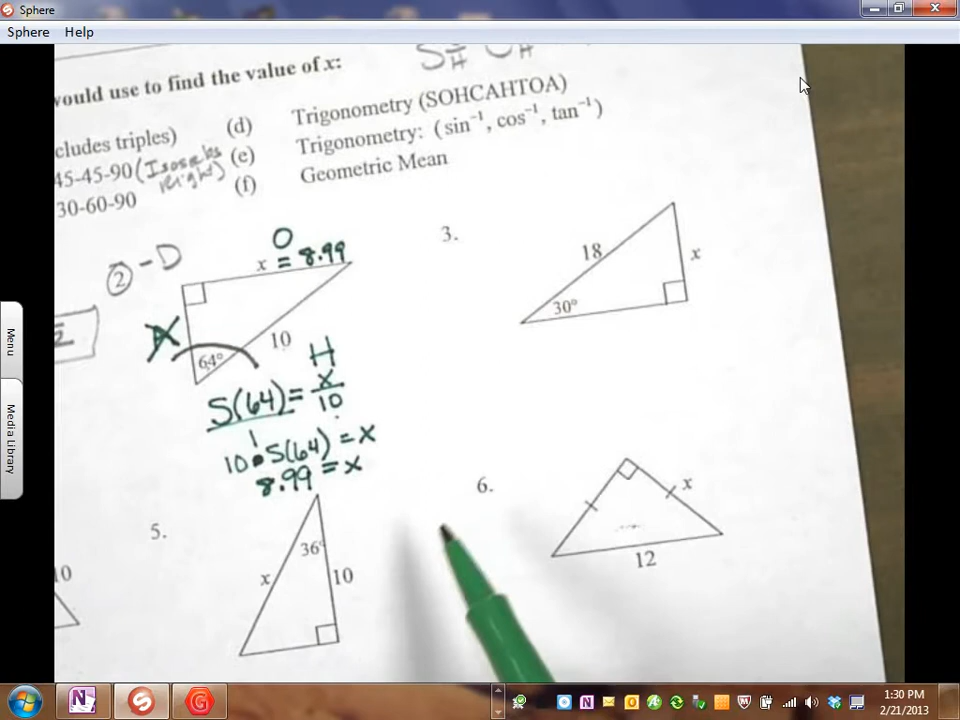 Sphere
Sphere Help
would use to find the value of x:
S H C H
cludes triples)
45-45-90 (Isoseles Right)
30-60-90
(d) Trigonometry (SOHCAHTOA)
(e) Trigonometry: (sin⁻¹, cos⁻¹, tan⁻¹)
(f) Geometric Mean
② - D
O
x = 8.99
A
64°
10
H
S(64) = x/10
1
10 • S(64) = x
8.99 = x
3.
18
x
30°
5.
36°
x
10
10
6.
x
12
2
Menu
Media Library
1:30 PM
2/21/2013